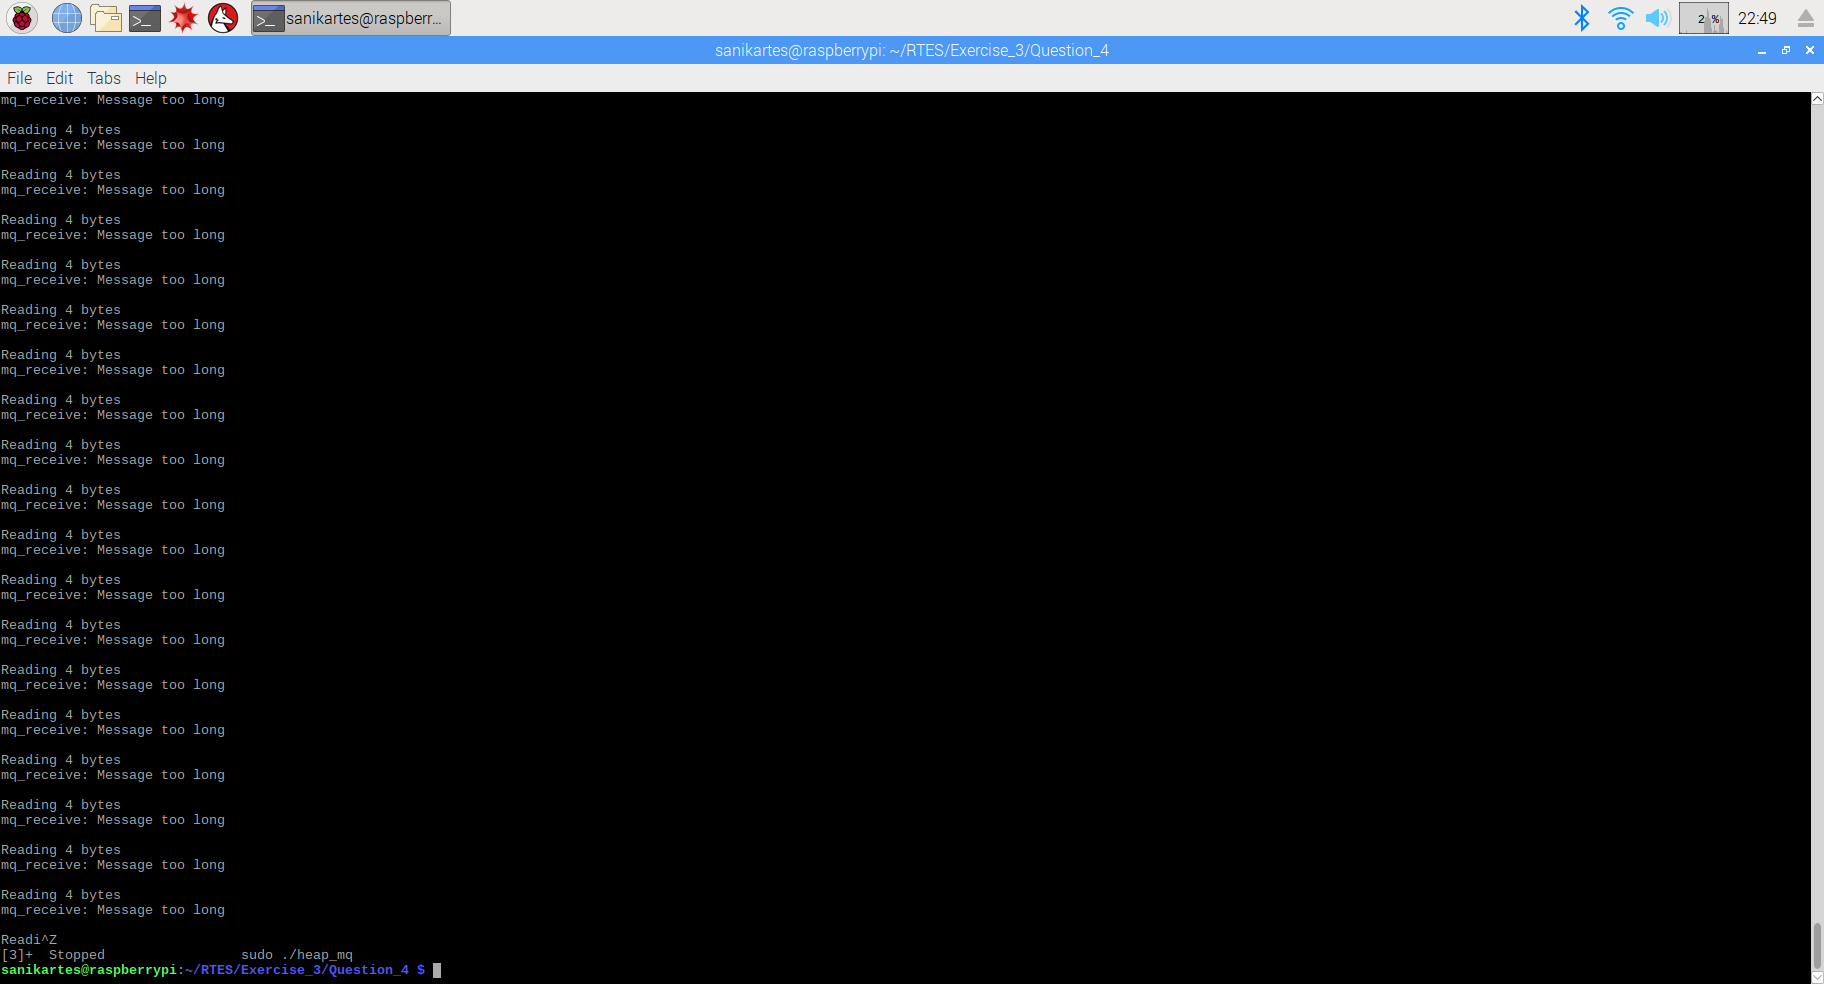 sanikartes@raspberr...
2 %
22:49
sanikartes@raspberrypi: ~/RTES/Exercise_3/Question_4
File Edit Tabs Help
mq_receive: Message too long
Reading 4 bytes
mq_receive: Message too long
Reading 4 bytes
mq_receive: Message too long
Reading 4 bytes
mq_receive: Message too long
Reading 4 bytes
mq_receive: Message too long
Reading 4 bytes
mq_receive: Message too long
Reading 4 bytes
mq_receive: Message too long
Reading 4 bytes
mq_receive: Message too long
Reading 4 bytes
mq_receive: Message too long
Reading 4 bytes
mq_receive: Message too long
Reading 4 bytes
mq_receive: Message too long
Reading 4 bytes
mq_receive: Message too long
Reading 4 bytes
mq_receive: Message too long
Reading 4 bytes
mq_receive: Message too long
Reading 4 bytes
mq_receive: Message too long
Reading 4 bytes
mq_receive: Message too long
Reading 4 bytes
mq_receive: Message too long
Reading 4 bytes
mq_receive: Message too long
Reading 4 bytes
mq_receive: Message too long
Readi^Z
[3]+  Stopped                 sudo ./heap_mq
sanikartes@raspberrypi:~/RTES/Exercise_3/Question_4 $